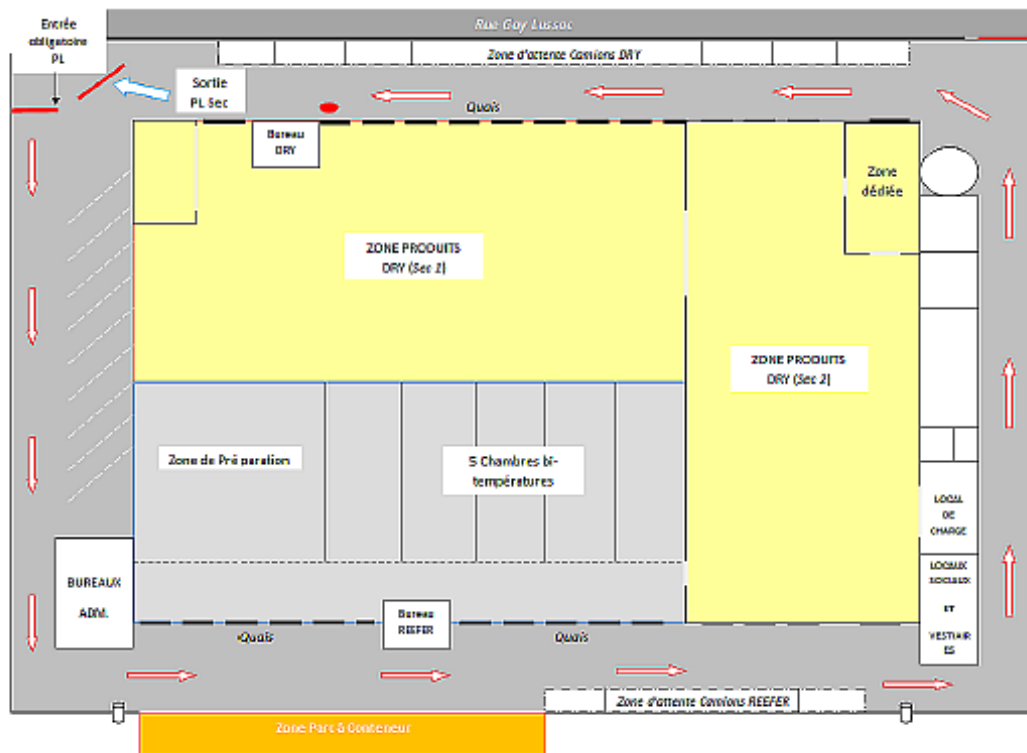 Rue Gay Lussac
Entrée
obligatoire
PL
Zone d'attente Camions DRY
Sortie
PL Sec
Quais
Bureau
DRY
Zone
dédiée
ZONE PRODUITS
DRY (Sec 1)
ZONE PRODUITS
DRY (Sec 2)
Zone de Préparation
5 Chambres bi-
températures
LOCAL
DE
CHARGE
BUREAUX
ADM.
LOCAUX
SOCIAUX
ET
VESTIAIR
ES
Bureau
REEFER
Quais
Quais
Zone d'attente Camions REEFER
Zone Parc à Conteneur